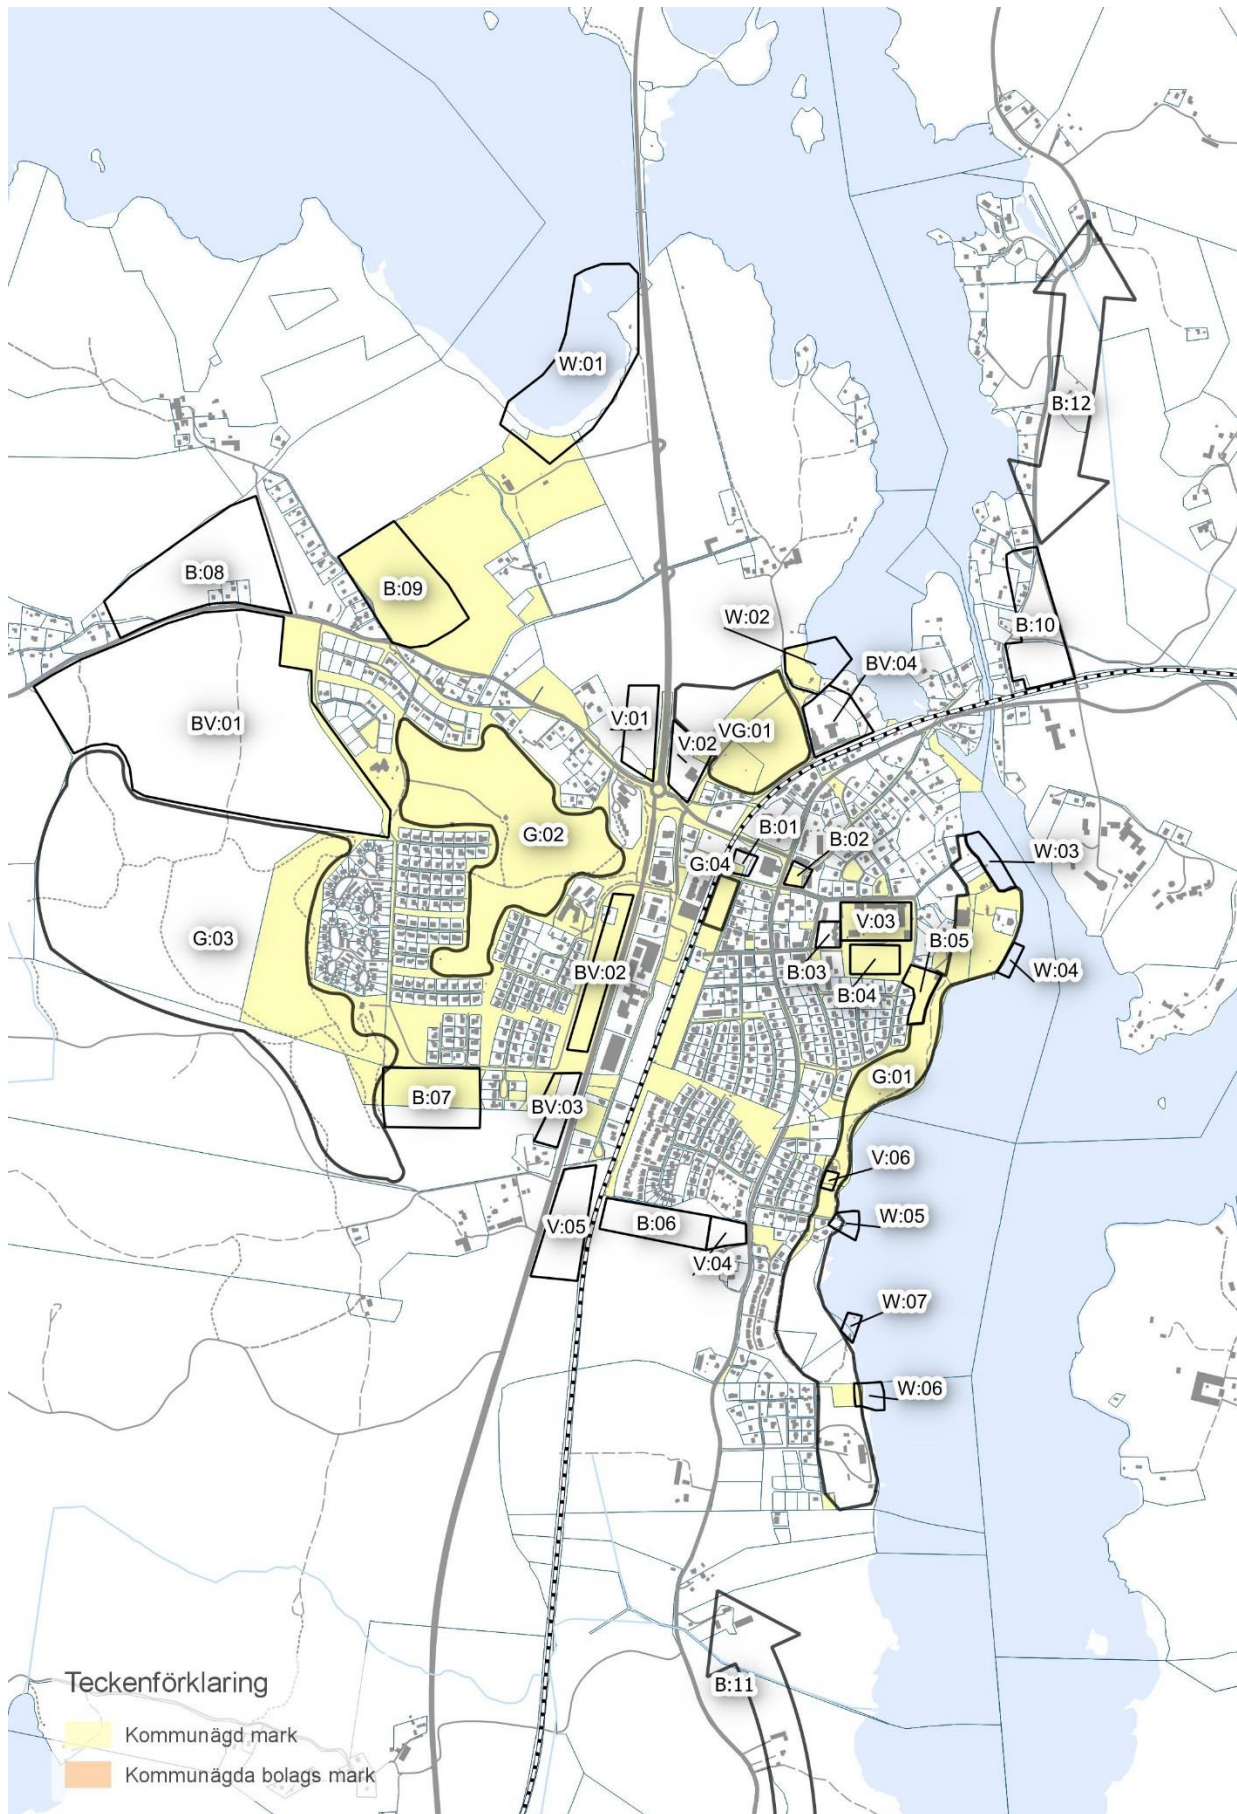 W:01
B:12
B:08
B:09
W:02
B:10
BV:04
BV:01
V:01
VG:01
V:02
B:01
G:02
B:02
G:04
W:03
V:03
G:03
B:05
BV:02
B:03
W:04
B:04
G:01
B:07
BV:03
V:06
W:05
B:06
V:05
V:04
W:07
W:06
B:11
Teckenförklaring
Kommunägd mark
Kommunägda bolags mark